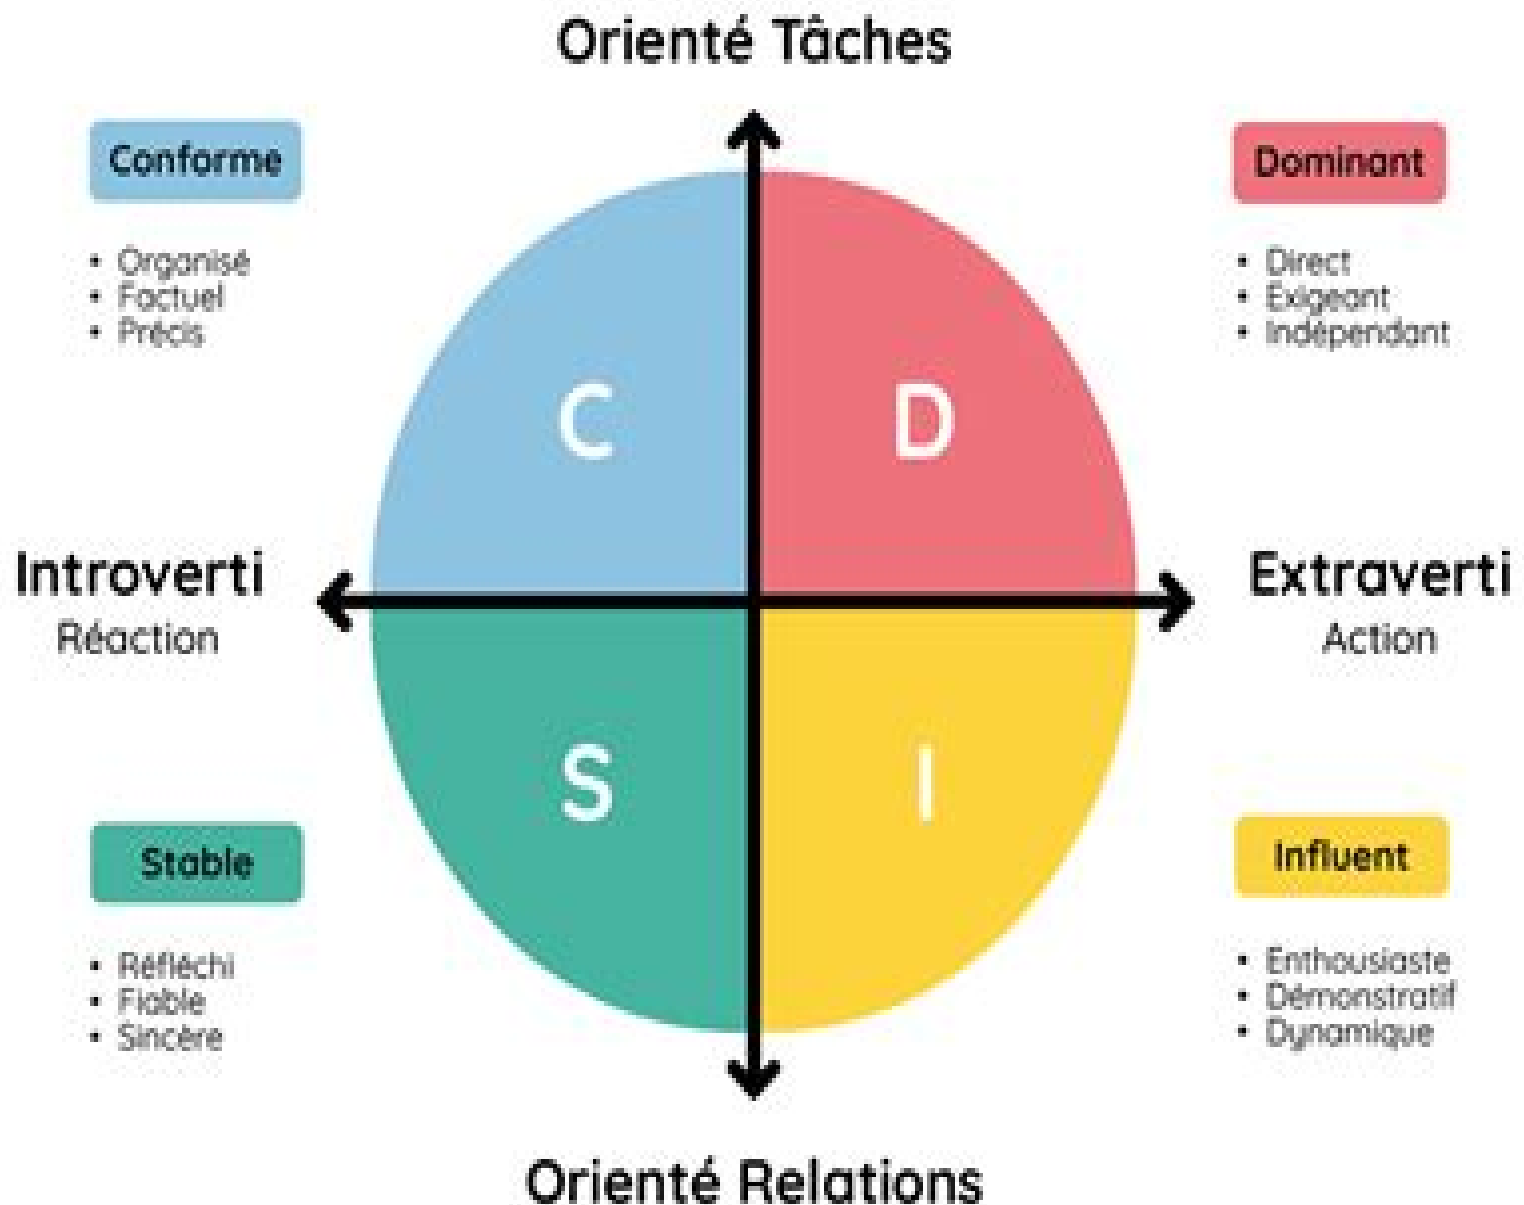 Orienté Tâches
Conforme
• Organisé
• Factuel
• Précis
Dominant
• Direct
• Exigeant
• Indépendant
C
D
Introverti
Réaction
Extraverti
Action
S
I
Stable
• Réfléchi
• Fiable
• Sincère
Influent
• Enthousiaste
• Démonstratif
• Dynamique
Orienté Relations